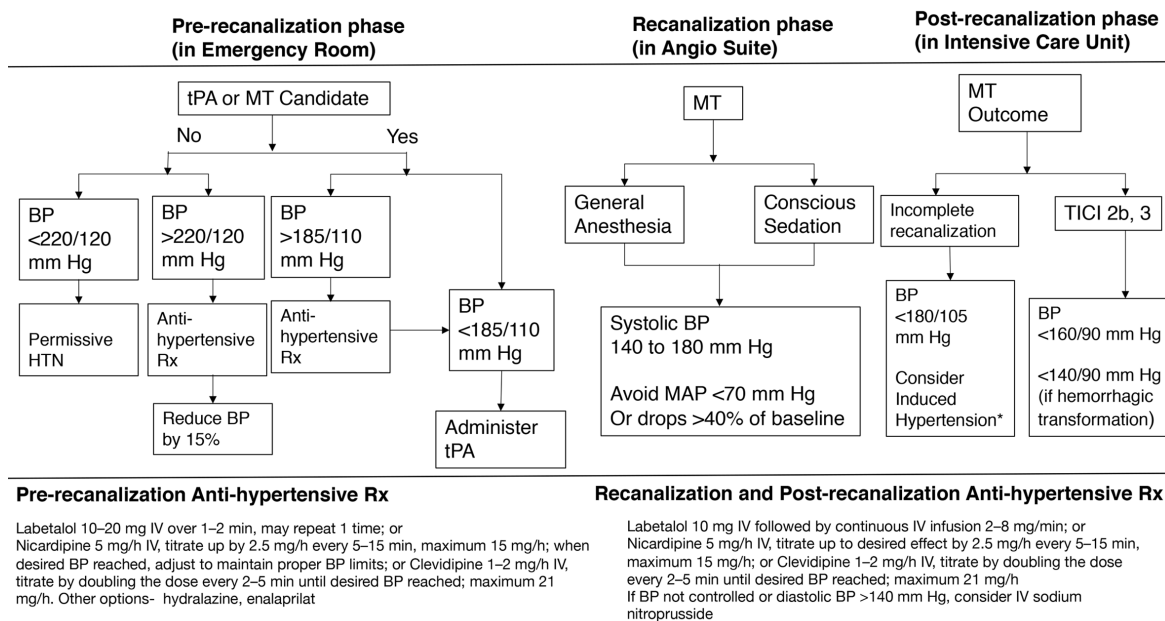 Pre-recanalization phase
(in Emergency Room)
Recanalization phase
(in Angio Suite)
Post-recanalization phase
(in Intensive Care Unit)
tPA or MT Candidate
No
Yes
BP
<220/120
mm Hg
BP
>220/120
mm Hg
BP
>185/110
mm Hg
Permissive
HTN
Anti-
hypertensive
Rx
Anti-
hypertensive
Rx
BP
<185/110
mm Hg
Reduce BP
by 15%
Administer
tPA
MT
General
Anesthesia
Conscious
Sedation
Systolic BP
140 to 180 mm Hg
Avoid MAP <70 mm Hg
Or drops >40% of baseline
MT
Outcome
Incomplete
recanalization
TICI 2b, 3
BP
<180/105
mm Hg
Consider
Induced
Hypertension*
BP
<160/90 mm Hg
<140/90 mm Hg
(if hemorrhagic
transformation)
Pre-recanalization Anti-hypertensive Rx
Labetalol 10–20 mg IV over 1–2 min, may repeat 1 time; or
Nicardipine 5 mg/h IV, titrate up by 2.5 mg/h every 5–15 min, maximum 15 mg/h; when
desired BP reached, adjust to maintain proper BP limits; or Clevidipine 1–2 mg/h IV,
titrate by doubling the dose every 2–5 min until desired BP reached; maximum 21
mg/h. Other options- hydralazine, enalaprilat
Recanalization and Post-recanalization Anti-hypertensive Rx
Labetalol 10 mg IV followed by continuous IV infusion 2–8 mg/min; or
Nicardipine 5 mg/h IV, titrate up to desired effect by 2.5 mg/h every 5–15 min,
maximum 15 mg/h; or Clevidipine 1–2 mg/h IV, titrate by doubling the dose
every 2–5 min until desired BP reached; maximum 21 mg/h
If BP not controlled or diastolic BP >140 mm Hg, consider IV sodium
nitroprusside